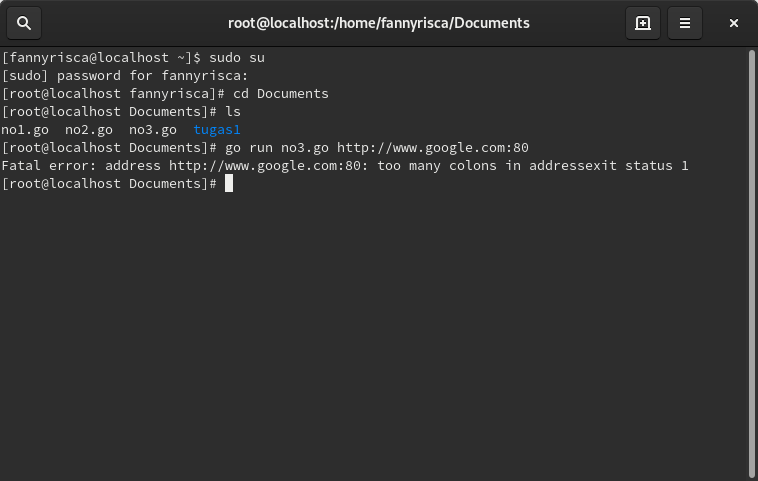 root@localhost:/home/fannyrisca/Documents
[fannyrisca@localhost ~]$ sudo su
[sudo] password for fannyrisca:
[root@localhost fannyrisca]# cd Documents
[root@localhost Documents]# ls
no1.go  no2.go  no3.go  tugas1
[root@localhost Documents]# go run no3.go http://www.google.com:80
Fatal error: address http://www.google.com:80: too many colons in addressexit status 1
[root@localhost Documents]#